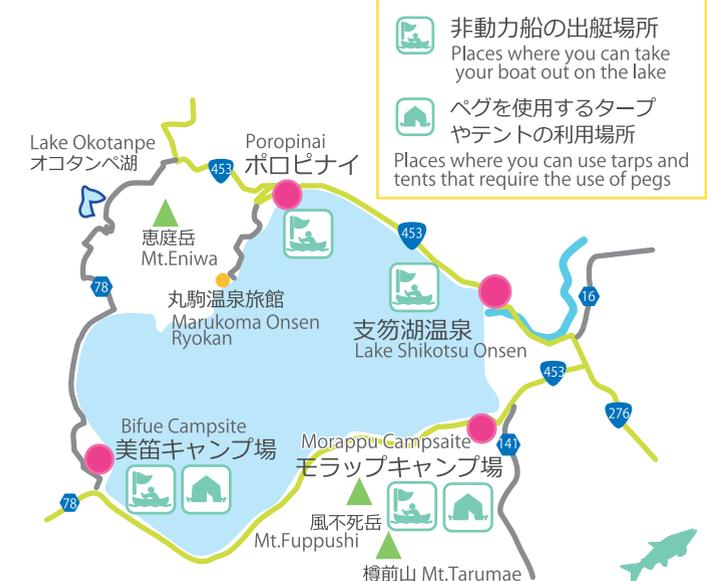 非動力船の出艇場所
Places where you can take
your boat out on the lake
ペグを使用するタープ
やテントの利用場所
Places where you can use tarps and
tents that require the use of pegs
Lake Okotanpe
オコタンペ湖
453
Poropinai
ポロピナイ
恵庭岳
Mt.Eniwa
453
78
丸駒温泉旅館
Marukoma Onsen
Ryokan
支笏湖温泉
Lake Shikotsu Onsen
16
453
276
Bifue Campsite
美笛キャンプ場
Morappu Campsaite
モラップキャンプ場
141
78
風不死岳
Mt.Fuppushi
樽前山 Mt.Tarumae